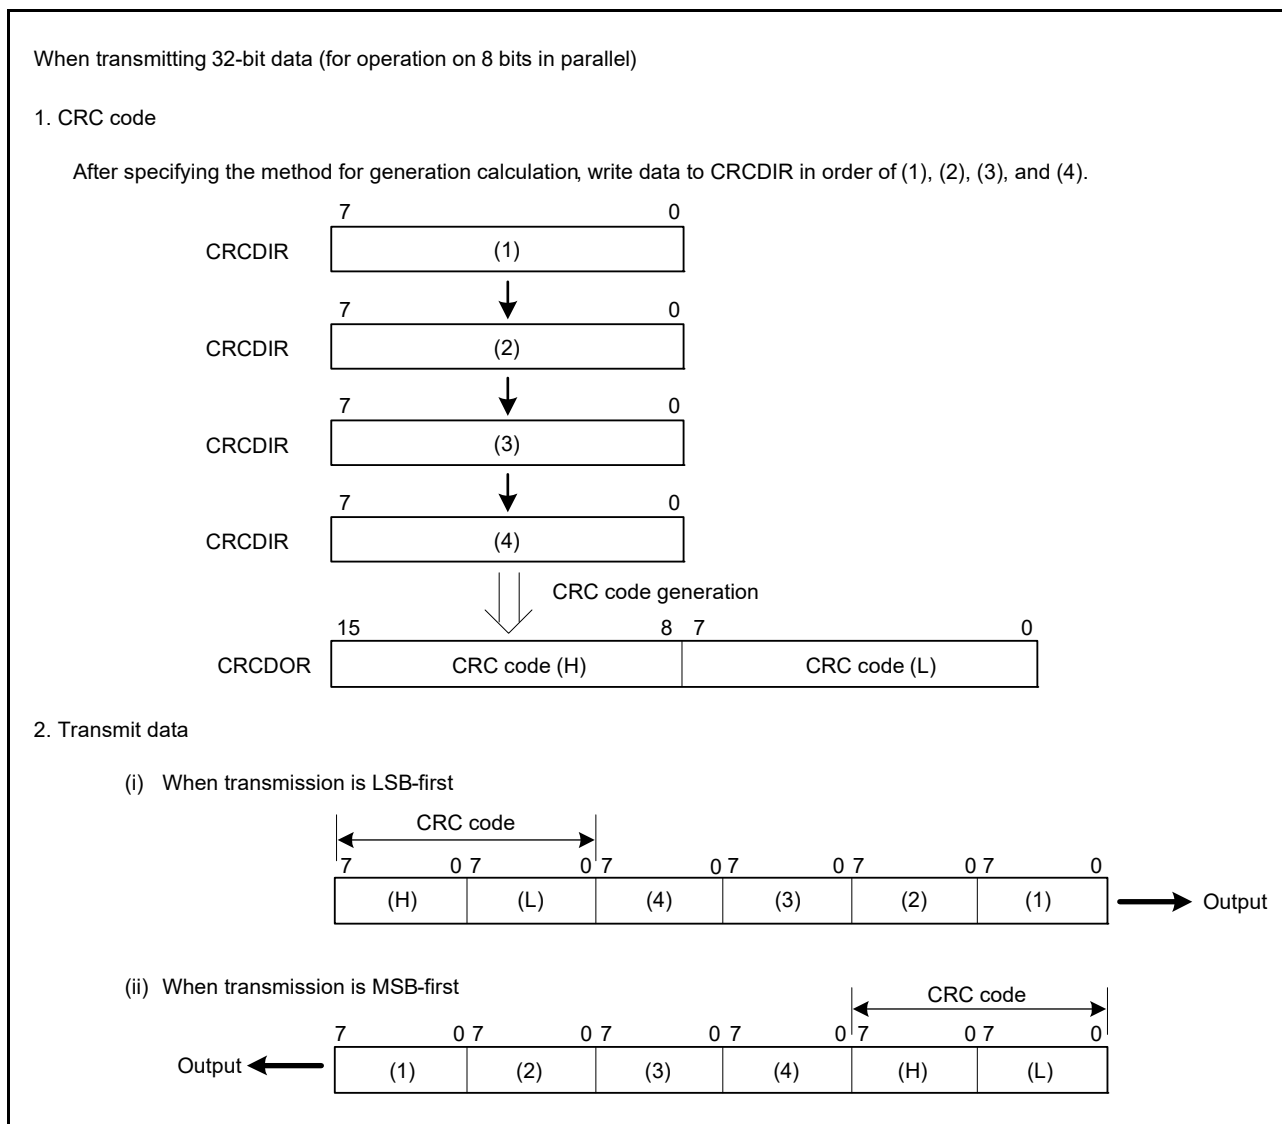 When transmitting 32-bit data (for operation on 8 bits in parallel)
1. CRC code
After specifying the method for generation calculation, write data to CRCDIR in order of (1), (2), (3), and (4).
7 0
CRCDIR (1)
7 0
CRCDIR (2)
7 0
CRCDIR (3)
7 0
CRCDIR (4)
CRC code generation
15 8 7 0
CRCDOR CRC code (H) CRC code (L)
2. Transmit data
(i) When transmission is LSB-first
CRC code
7 0 7 0 7 0 7 0 7 0 7 0
(H) (L) (4) (3) (2) (1) Output
(ii) When transmission is MSB-first
CRC code
7 0 7 0 7 0 7 0 7 0 7 0
Output (1) (2) (3) (4) (H) (L)